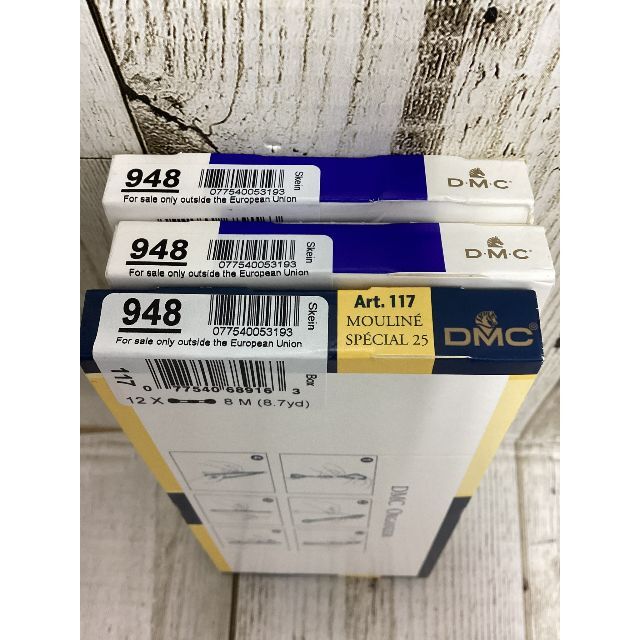 948
077540053193
Skein
For sale only outside the European Union
D·M·C
948
077540053193
Skein
For sale only outside the European Union
D·M·C
948
077540053193
Skein
For sale only outside the European Union
Art. 117
MOULINÉ
SPÉCIAL 25
DMC®
117
0 77540 68916 3
Box
12 X 8 M (8.7yd)
DMC